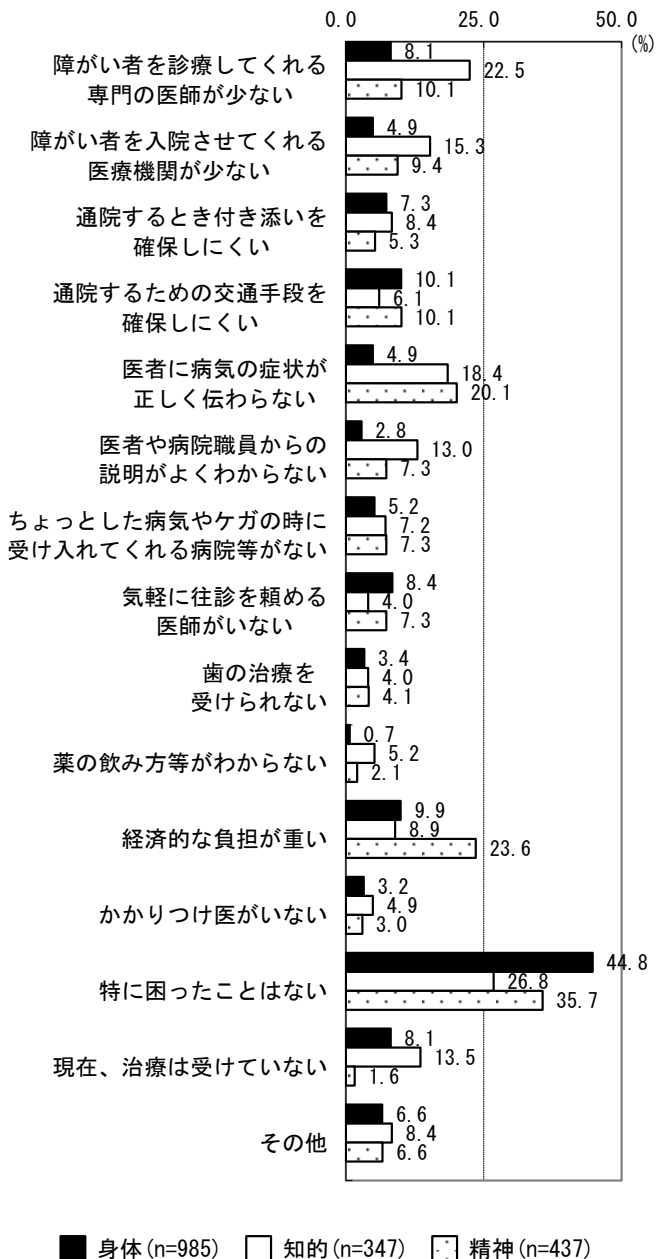 0.0 25.0 50.0
(%)
障がい者を診療してくれる
専門の医師が少ない
8.1
22.5
10.1
障がい者を入院させてくれる
医療機関が少ない
4.9
15.3
9.4
通院するとき付き添いを
確保しにくい
7.3
8.4
5.3
通院するための交通手段を
確保しにくい
10.1
6.1
10.1
医者に病気の症状が
正しく伝わらない
4.9
18.4
20.1
医者や病院職員からの
説明がよくわからない
2.8
13.0
7.3
ちょっとした病気やケガの時に
受け入れてくれる病院等がない
5.2
7.2
7.3
気軽に往診を頼める
医師がいない
8.4
4.0
7.3
歯の治療を
受けられない
3.4
4.0
4.1
薬の飲み方等がわからない
0.7
5.2
2.1
経済的な負担が重い
9.9
8.9
23.6
かかりつけ医がいない
3.2
4.9
3.0
特に困ったことはない
44.8
26.8
35.7
現在、治療は受けていない
8.1
13.5
1.6
その他
6.6
8.4
6.6
身体(n=985) 知的(n=347) 精神(n=437)